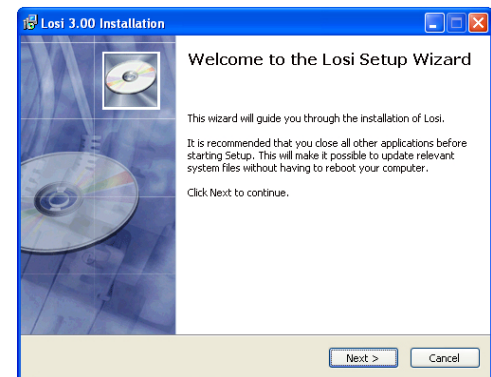 Losi 3.00 Installation
Welcome to the Losi Setup Wizard
This wizard will guide you through the installation of Losi.
It is recommended that you close all other applications before
starting Setup. This will make it possible to update relevant
system files without having to reboot your computer.
Click Next to continue.
Next >
Cancel